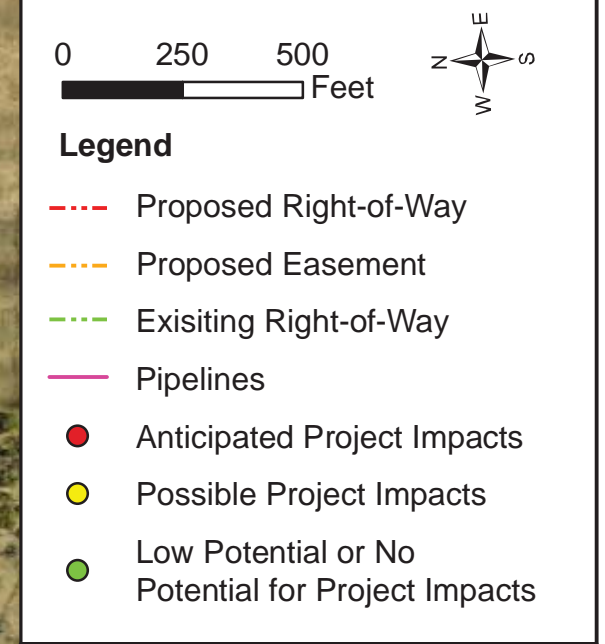 0 250 500
Feet
E
N S
W
Legend
Proposed Right-of-Way
Proposed Easement
Exisiting Right-of-Way
Pipelines
Anticipated Project Impacts
Possible Project Impacts
Low Potential or No
Potential for Project Impacts